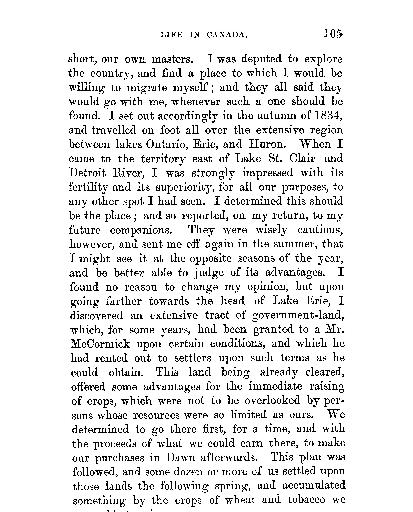 LIFE IN CANADA. 105
short, our own masters. I was deputed to explore
the country, and find a place to which I would be
willing to migrate myself; and they all said they
would go with me, whenever such a one should be
found. I set out accordingly in the autumn of 1834,
and travelled on foot all over the extensive region
between lakes Ontario, Erie, and Huron. When I
came to the territory east of Lake St. Clair and
Detroit River, I was strongly impressed with its
fertility and its superiority, for all our purposes, to
any other spot I had seen. I determined this should
be the place; and so reported, on my return, to my
future companions. They were wisely cautious,
however, and sent me off again in the summer, that
I might see it at the opposite seasons of the year,
and be better able to judge of its advantages. I
found no reason to change my opinion, but upon
going farther towards the head of Lake Erie, I
discovered an extensive tract of government-land,
which, for some years, had been granted to a Mr.
McCormick upon certain conditions, and which he
had rented out to settlers upon such terms as he
could obtain. This land being already cleared,
offered some advantages for the immediate raising
of crops, which were not to be overlooked by per-
sons whose resources were so limited as ours. We
determined to go there first, for a time, and with
the proceeds of what we could earn there, to make
our purchases in Dawn afterwards. This plan was
followed, and some dozen or more of us settled upon
those lands the following spring, and accumulated
something by the crops of wheat and tobacco we